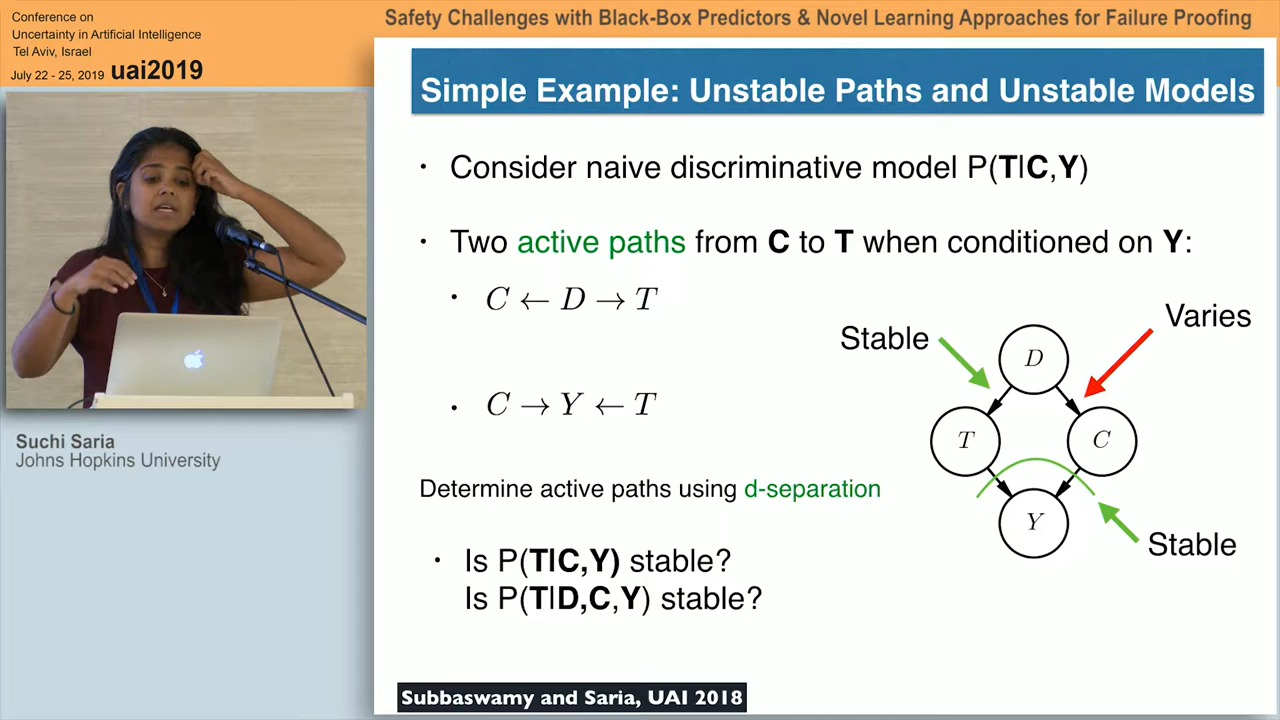 Conference on
Uncertainty in Artificial Intelligence
Tel Aviv, Israel
July 22 - 25, 2019 uai2019
Safety Challenges with Black-Box Predictors & Novel Learning Approaches for Failure Proofing
Simple Example: Unstable Paths and Unstable Models
• Consider naive discriminative model P(T|C,Y)
• Two active paths from C to T when conditioned on Y:
• C ← D → T
• C → Y ← T
Determine active paths using d-separation
• Is P(T|C,Y) stable?
Is P(T|D,C,Y) stable?
Varies
Stable
D
T
C
Y
Stable
Subbaswamy and Saria, UAI 2018
Suchi Saria
Johns Hopkins University